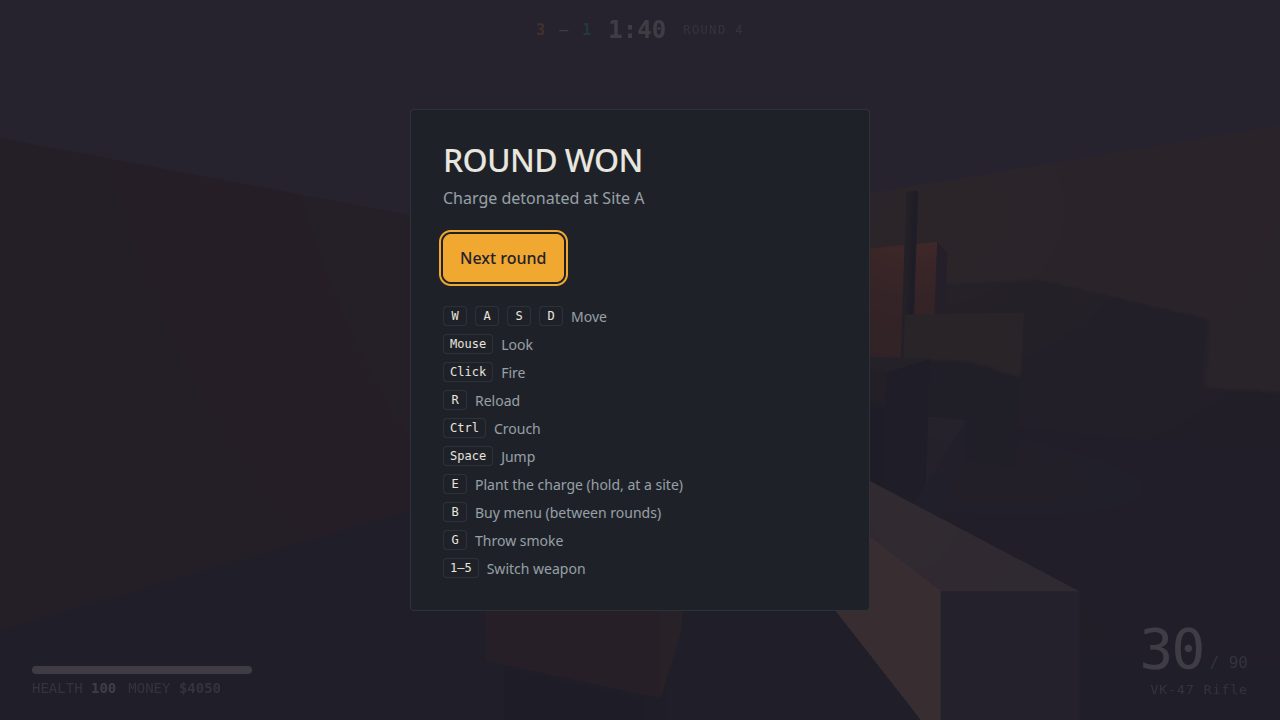 3 – 1 1:40 ROUND 4
ROUND WON
Charge detonated at Site A
Next round
W A S D Move
Mouse Look
Click Fire
R Reload
Ctrl Crouch
Space Jump
E Plant the charge (hold, at a site)
B Buy menu (between rounds)
G Throw smoke
1–5 Switch weapon
HEALTH 100 MONEY $4050
30 / 90
VK-47 Rifle